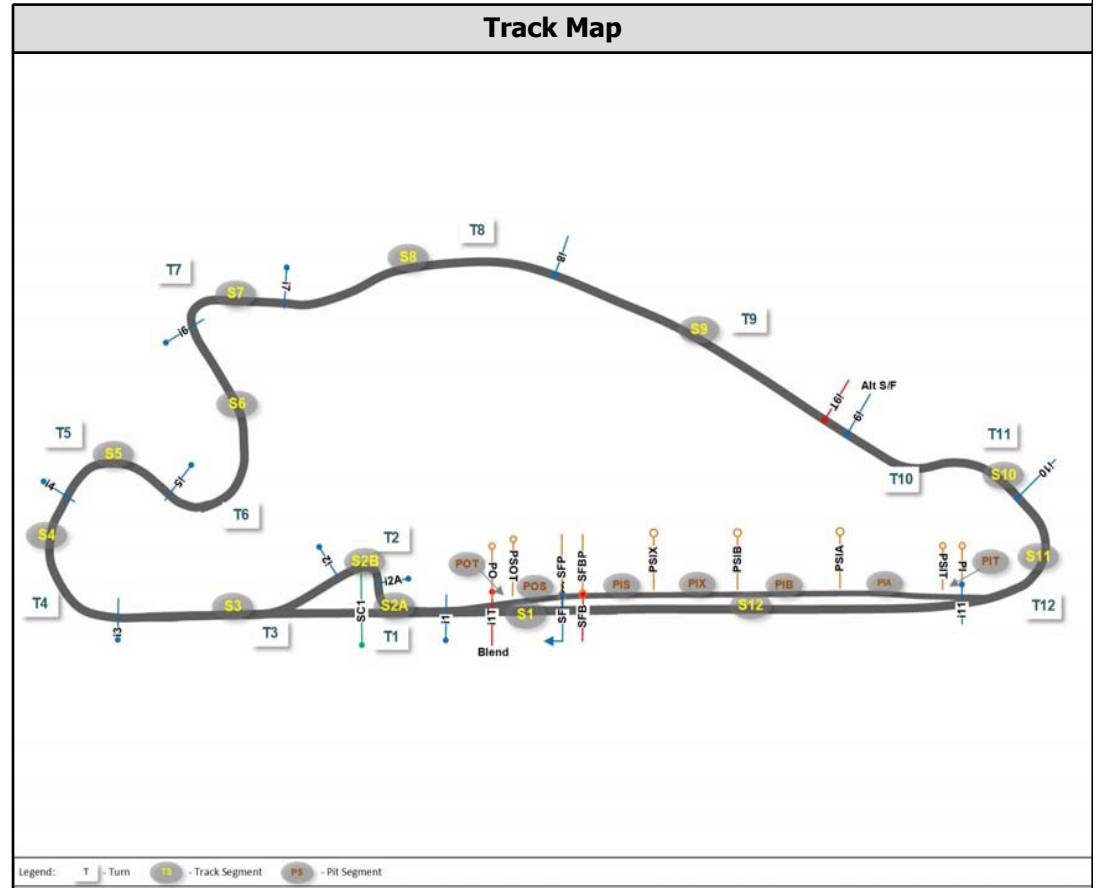 Track Map
T8
i8
S8
T7
i7
S7
i6
S9
T9
i9T
Alt S/F
i9
S6
T5
S5
i5
i4
T11
S10
i10
T10
T6
S4
T2
S2B
i2
i2A
POT
PO
PSOT
SFP
SFBP
PSIX
PSIB
PSIA
PSIT
PI
PIT
S11
POS
PIS
PIX
PIB
PIA
T4
i3
S3
T3
SC1
S2A
T1
i1
i1T
Blend
S1
SF
SFB
S12
i11
T12
Legend: T - Turn TS - Track Segment PS - Pit Segment